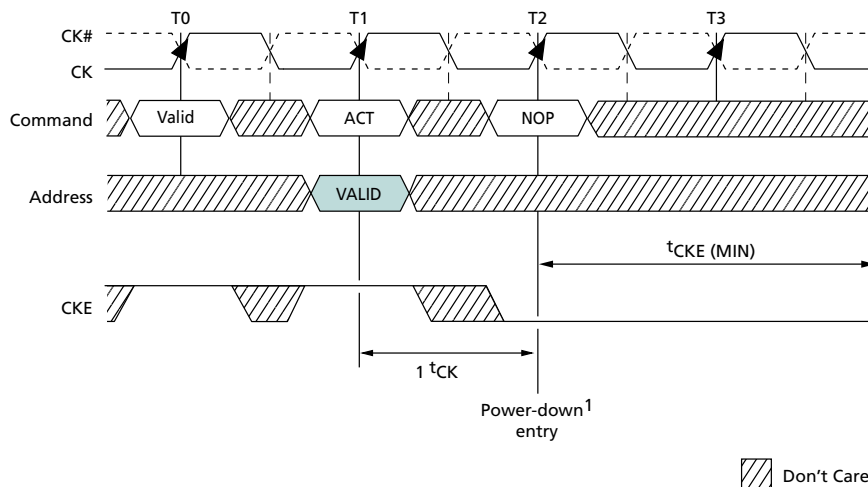 T0 T1 T2 T3
CK#
CK
Command Valid ACT NOP
Address VALID
tCKE (MIN)
CKE
1 tCK
Power-down1
entry
Don't Care